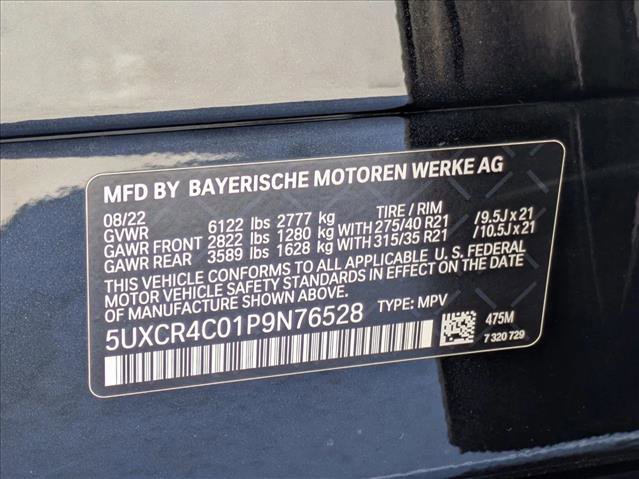 MFD BY BAYERISCHE MOTOREN WERKE AG
08/22 TIRE / RIM
GVWR 6122 lbs 2777 kg
GAWR FRONT 2822 lbs 1280 kg WITH 275/40 R21 /9.5J x 21
GAWR REAR 3589 lbs 1628 kg WITH 315/35 R21 /10.5J x 21
THIS VEHICLE CONFORMS TO ALL APPLICABLE U.S. FEDERAL
MOTOR VEHICLE SAFETY STANDARDS IN EFFECT ON THE DATE
OF MANUFACTURE SHOWN ABOVE.
5UXCR4C01P9N76528 TYPE: MPV
475M
7 320 729